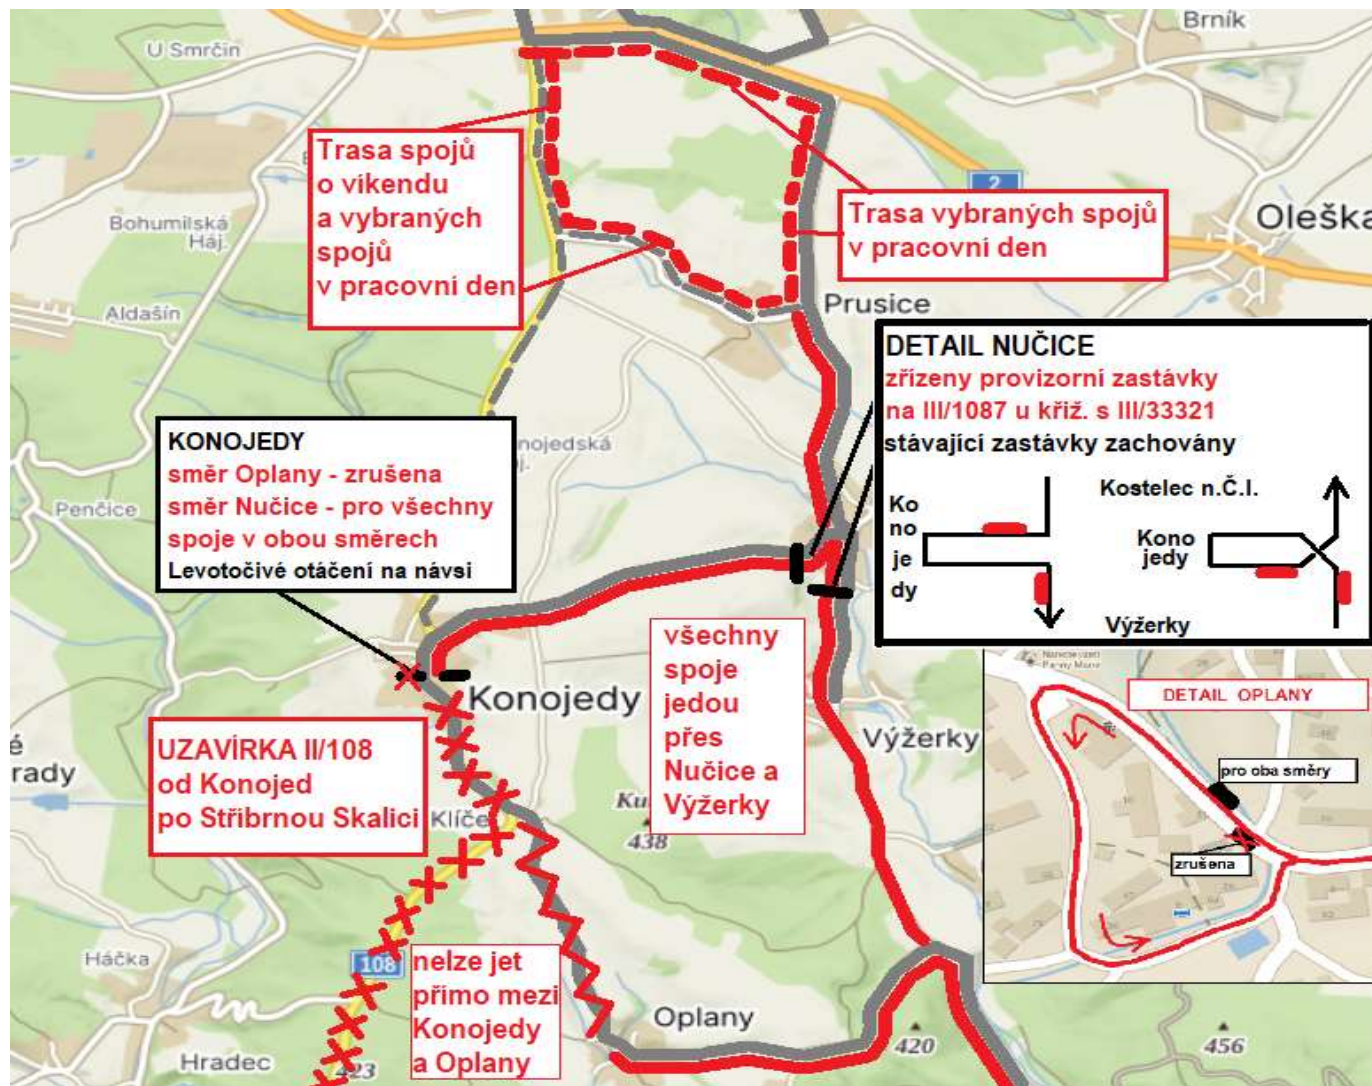 Brník
U Smrčin
Trasa spojů
o víkendu
a vybraných
spojů
v pracovní den
2
Trasa vybraných spojů
v pracovní den
Oleška
Bohumilská
Háj.
Aldašín
Prusice
DETAIL NUČICE
zřízeny provizorní zastávky
na III/1087 u křiž. s III/33321
stávající zastávky zachovány
Ko
no
je
dy
Kostelec n.Č.l.
Kono
jedy
Výžerky
KONOJEDY
směr Oplany - zrušena
směr Nučice - pro všechny
spoje v obou směrech
Levotočivé otáčení na návsi
nojedská
Penčice
Konojedy
všechny
spoje
jedou
přes
Nučice a
Výžerky
Výžerky
DETAIL OPLANY
pro oba směry
zrušena
é
rady
UZAVÍRKA II/108
od Konojed
po Stříbrnou Skalici
Klíče
438
Háčka
108
nelze jet
přímo mezi
Konojedy
a Oplany
Oplany
420
456
Hradec
423